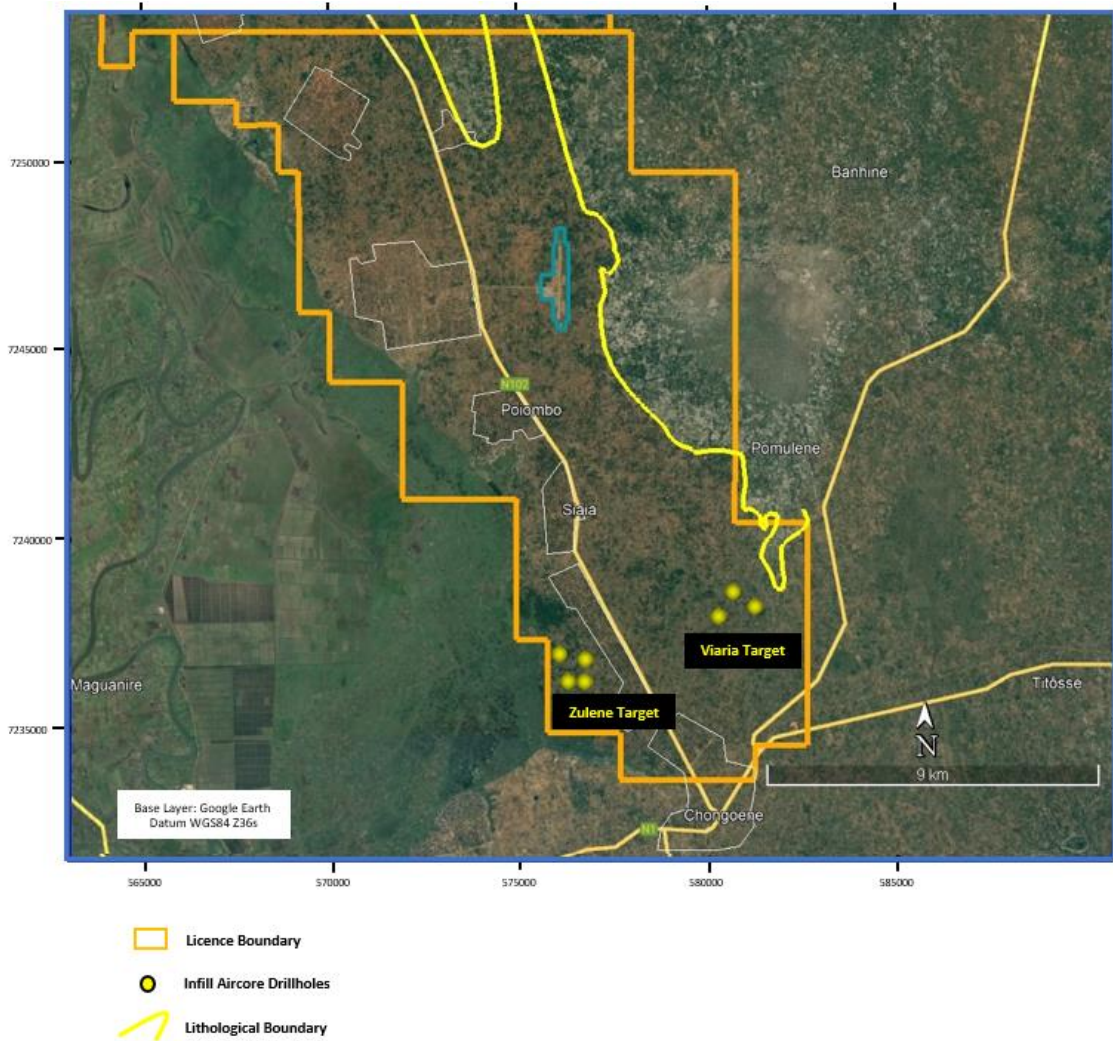 7250000
Banhine
7245000
N102
Poiombo
Pomulene
Siaia
7240000
Viaria Target
Maguanire
Titôsse
Zulene Target
7235000
N
9 km
Base Layer: Google Earth
Datum WGS84 Z36s
Chongoene
N1
565000
570000
575000
580000
585000
Licence Boundary
Infill Aircore Drillholes
Lithological Boundary